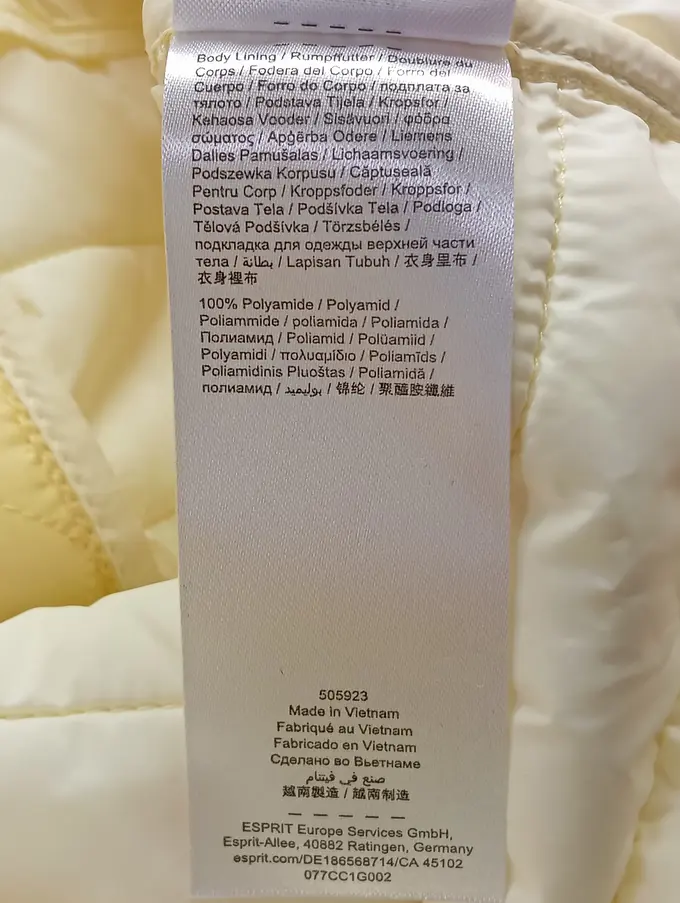 Body Lining / Rumpffutter / Doublure du
Corps / Fodera del Corpo / Forro del
Cuerpo / Forro do Corpo / подплата за
тялото / Podstava Tijela / Kropsfor /
Kehaosa Vooder / Sisävuori / φόδρα
σώματος / Apģērba Odere / Liemens
Dalies Pamušalas / Lichaamsvoering /
Podszewka Korpusu / Căptuseală
Pentru Corp / Kroppsfoder / Kroppsfor /
Postava Tela / Podšívka Tela / Podloga /
Tělová Podšívka / Törzsbélés /
подкладка для одежды верхней части
тела / بطانة / Lapisan Tubuh / 衣身里布 /
衣身裡布
100% Polyamide / Polyamid /
Poliammide / poliamida / Poliamida /
Полиамид / Poliamid / Polüamiid /
Polyamidi / πολυαμίδιο / Poliamīds /
Poliamidinis Pluoštas / Poliamidă /
полиамид / بوليميد / 锦纶 / 聚醯胺纖維
505923
Made in Vietnam
Fabriqué au Vietnam
Fabricado en Vietnam
Сделано во Вьетнаме
صنع في فيتنام
越南製造 / 越南制造
ESPRIT Europe Services GmbH,
Esprit-Allee, 40882 Ratingen, Germany
esprit.com/DE186568714/CA 45102
077CC1G002